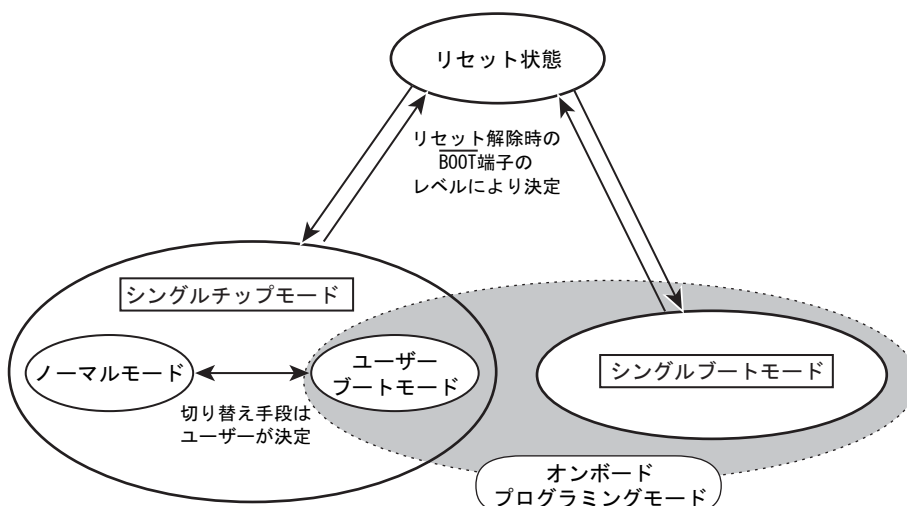 リセット状態
リセット解除時の
BOOT端子の
レベルにより決定
シングルチップモード
ノーマルモード
ユーザー
ブートモード
切り替え手段は
ユーザーが決定
シングルブートモード
オンボード
プログラミングモード